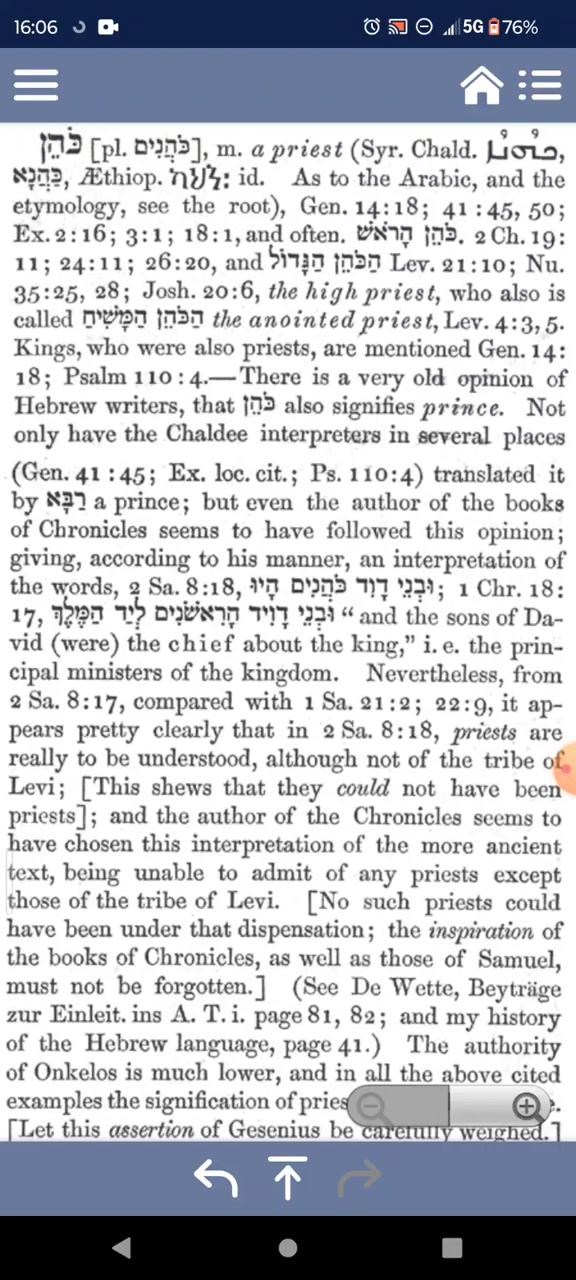 16:06 5G 76%
כֹּהֵן [pl. כֹּהֲנִים], m. a priest (Syr. Chald.
כַּהֲנָא, Æthiop. id. As to the Arabic, and the
etymology, see the root), Gen. 14:18; 41:45, 50;
Ex. 2:16; 3:1; 18:1, and often. כֹּהֵן הָרֹאשׁ. 2 Ch. 19:
11; 24:11; 26:20, and הַכֹּהֵן הַגָּדוֹל Lev. 21:10; Nu.
35:25, 28; Josh. 20:6, the high priest, who also is
called הַכֹּהֵן הַמָּשִׁיחַ the anointed priest, Lev. 4:3, 5.
Kings, who were also priests, are mentioned Gen. 14:
18; Psalm 110:4.—There is a very old opinion of
Hebrew writers, that כֹּהֵן also signifies prince. Not
only have the Chaldee interpreters in several places
(Gen. 41:45; Ex. loc. cit.; Ps. 110:4) translated it
by רַבָּא a prince; but even the author of the books
of Chronicles seems to have followed this opinion;
giving, according to his manner, an interpretation of
the words, 2 Sa. 8:18, וּבְנֵי דָוִד כֹּהֲנִים הָיוּ; 1 Chr. 18:
17, וּבְנֵי דָוִיד הָרִאשֹׁנִים לְיַד הַמֶּלֶךְ “and the sons of Da-
vid (were) the chief about the king,” i. e. the prin-
cipal ministers of the kingdom. Nevertheless, from
2 Sa. 8:17, compared with 1 Sa. 21:2; 22:9, it ap-
pears pretty clearly that in 2 Sa. 8:18, priests are
really to be understood, although not of the tribe of
Levi; [This shews that they could not have been
priests]; and the author of the Chronicles seems to
have chosen this interpretation of the more ancient
text, being unable to admit of any priests except
those of the tribe of Levi. [No such priests could
have been under that dispensation; the inspiration of
the books of Chronicles, as well as those of Samuel,
must not be forgotten.] (See De Wette, Beyträge
zur Einleit. ins A. T. i. page 81, 82; and my history
of the Hebrew language, page 41.) The authority
of Onkelos is much lower, and in all the above cited
examples the signification of pries
[Let this assertion of Gesenius be carefully weighed.]